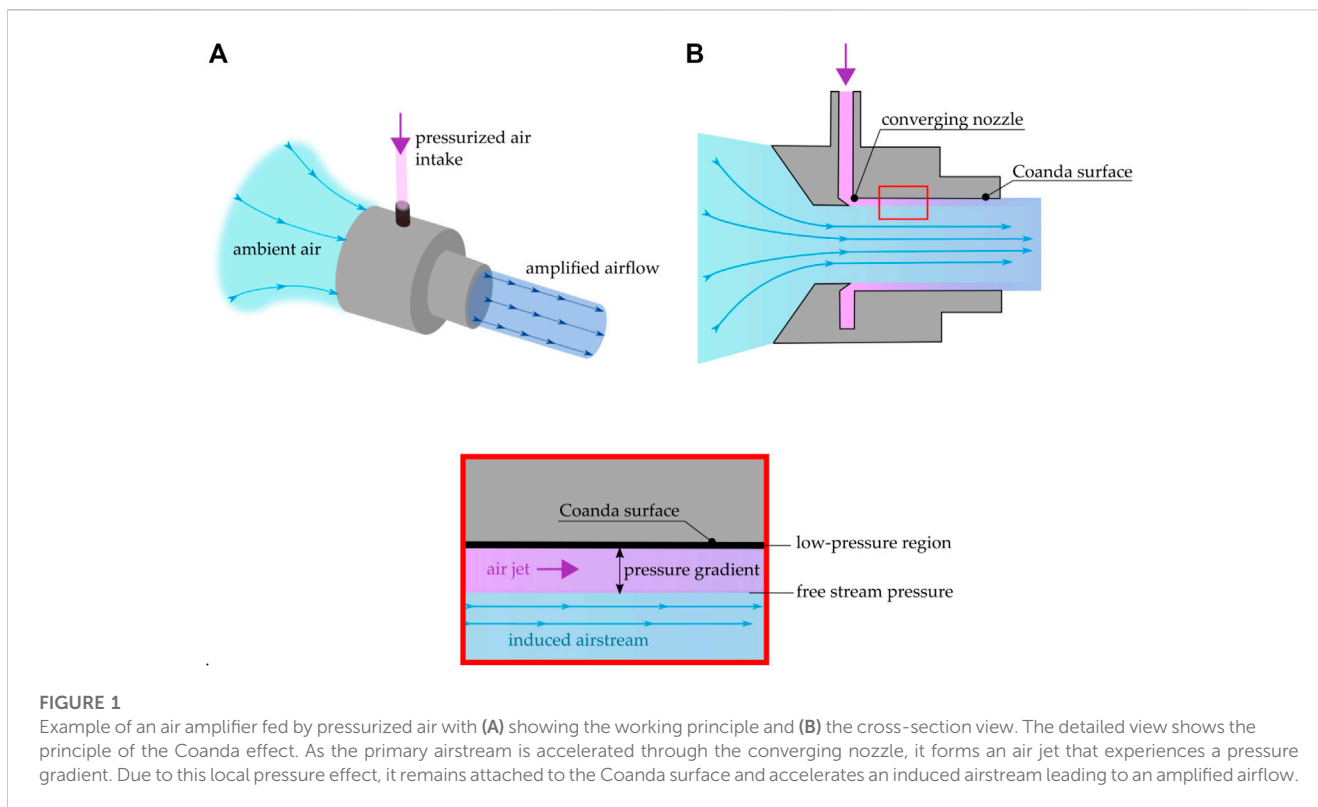 A
pressurized air
intake
ambient air
amplified airflow
B
converging nozzle
Coanda surface
Coanda surface
low-pressure region
air jet
pressure gradient
free stream pressure
induced airstream
.
FIGURE 1
Example of an air amplifier fed by pressurized air with (A) showing the working principle and (B) the cross-section view. The detailed view shows the
principle of the Coanda effect. As the primary airstream is accelerated through the converging nozzle, it forms an air jet that experiences a pressure
gradient. Due to this local pressure effect, it remains attached to the Coanda surface and accelerates an induced airstream leading to an amplified airflow.